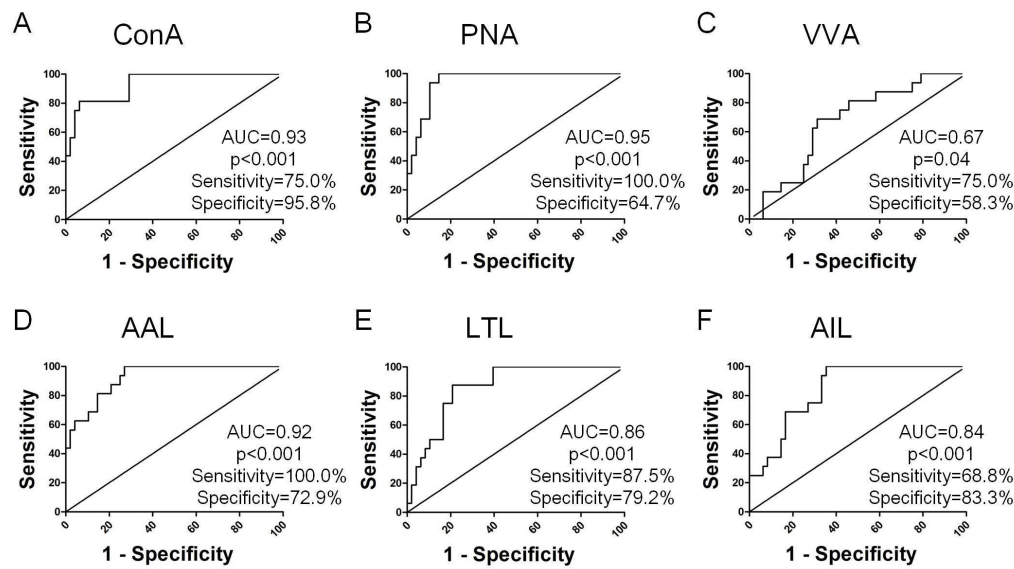 A
ConA
Sensitivity
100
80
60
40
20
0
0
20
40
60
80
100
AUC=0.93
p<0.001
Sensitivity=75.0%
Specificity=95.8%
1 - Specificity
B
PNA
Sensitivity
100
80
60
40
20
0
0
20
40
60
80
100
AUC=0.95
p<0.001
Sensitivity=100.0%
Specificity=64.7%
1 - Specificity
C
VVA
Sensitivity
100
80
60
40
20
0
0
20
40
60
80
100
AUC=0.67
p=0.04
Sensitivity=75.0%
Specificity=58.3%
1 - Specificity
D
AAL
Sensitivity
100
80
60
40
20
0
0
20
40
60
80
100
AUC=0.92
p<0.001
Sensitivity=100.0%
Specificity=72.9%
1 - Specificity
E
LTL
Sensitivity
100
80
60
40
20
0
0
20
40
60
80
100
AUC=0.86
p<0.001
Sensitivity=87.5%
Specificity=79.2%
1 - Specificity
F
AIL
Sensitivity
100
80
60
40
20
0
0
20
40
60
80
100
AUC=0.84
p<0.001
Sensitivity=68.8%
Specificity=83.3%
1 - Specificity